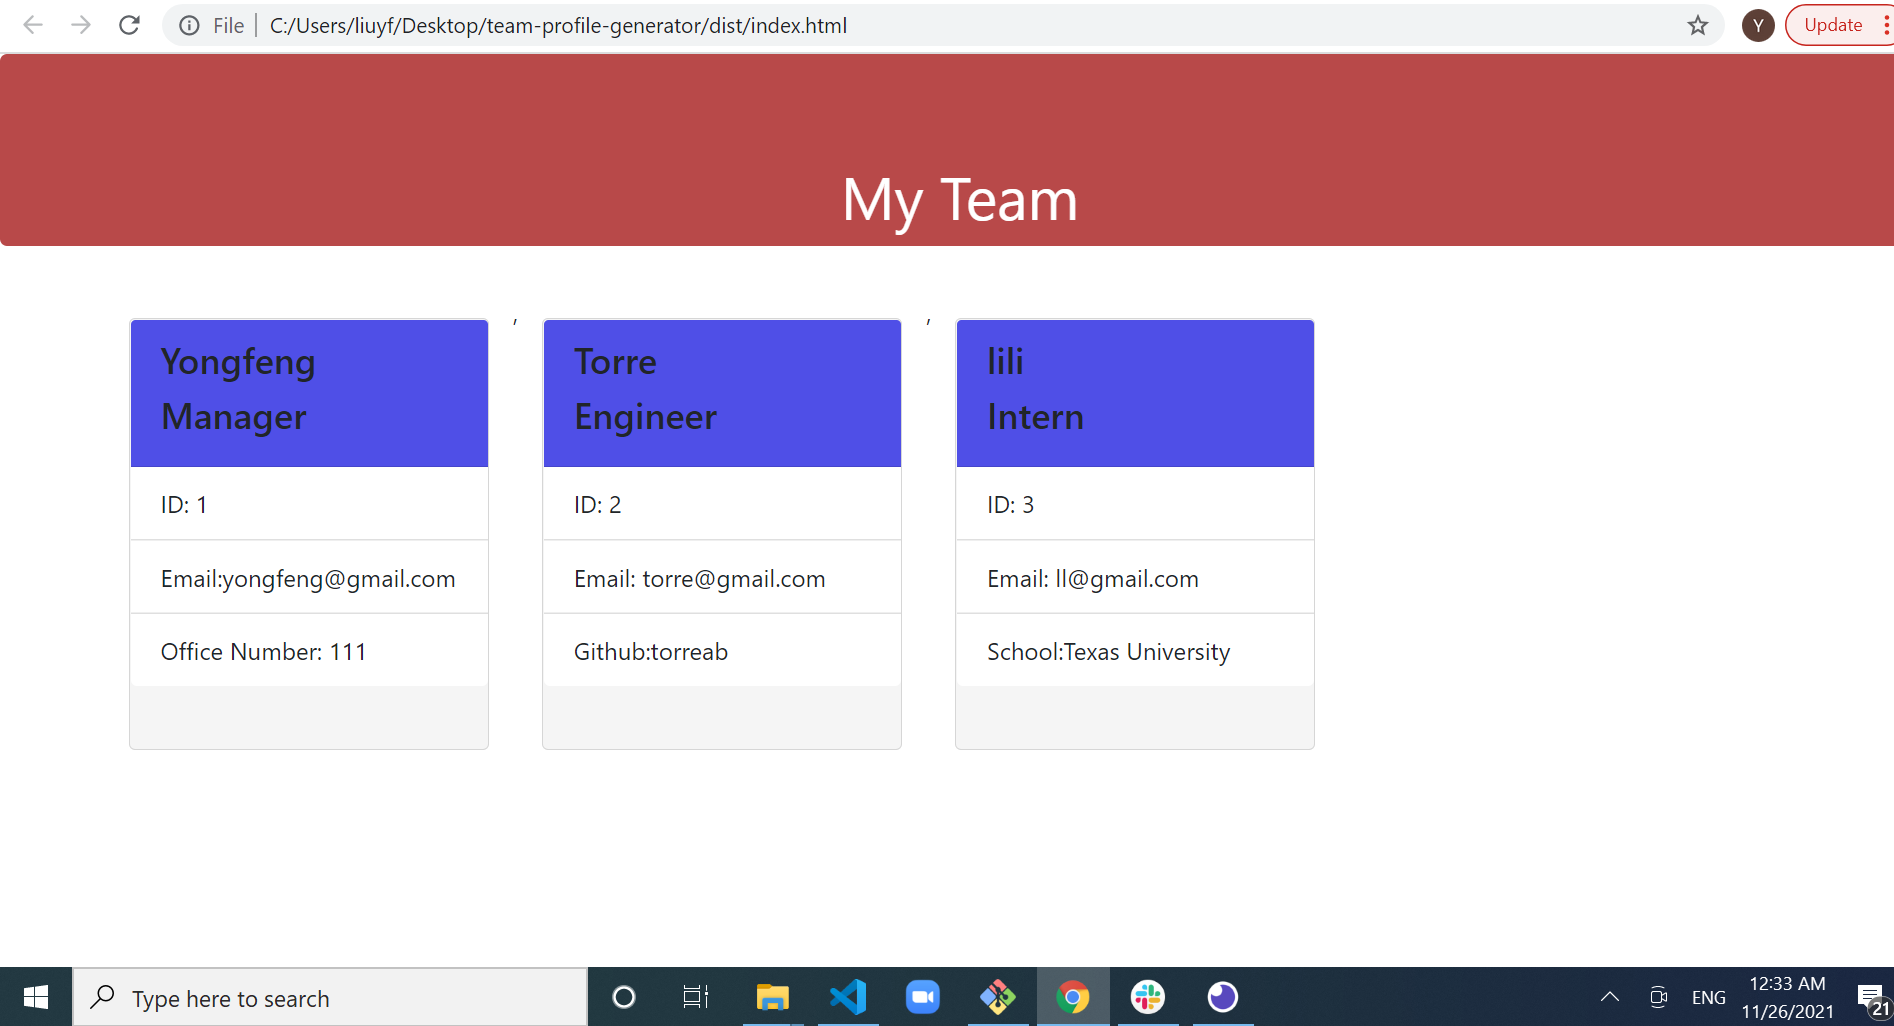 File C:/Users/liuyf/Desktop/team-profile-generator/dist/index.html
Y
Update
My Team
Yongfeng
Manager
ID: 1
Email:yongfeng@gmail.com
Office Number: 111
,
Torre
Engineer
ID: 2
Email: torre@gmail.com
Github:torreab
,
lili
Intern
ID: 3
Email: ll@gmail.com
School:Texas University
Type here to search
ENG
12:33 AM
11/26/2021
21